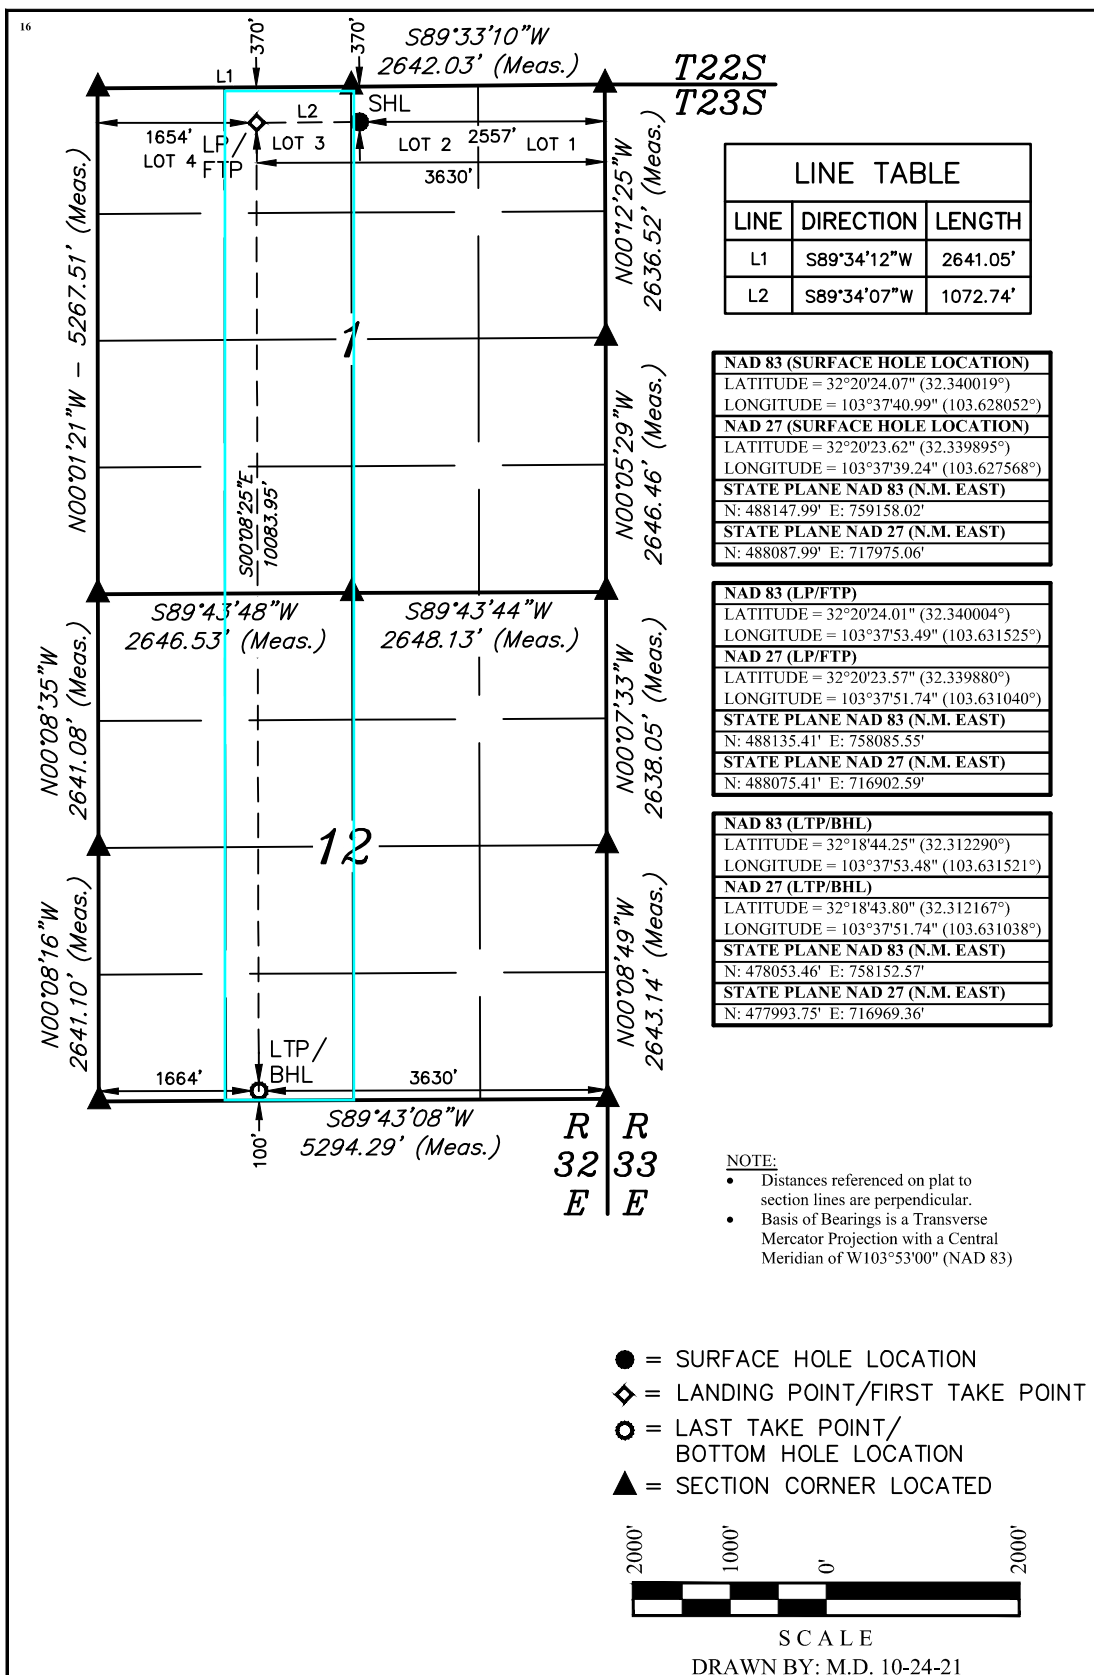 16
370'
370'
S89°33'10"W
2642.03' (Meas.)
T22S
T23S
L1
L2
SHL
1654'
LP/
FTP
LOT 4
LOT 3
LOT 2
2557'
LOT 1
3630'
N00°01'21"W – 5267.51' (Meas.)
N00°12'25"W
2636.52' (Meas.)
1
N00°05'29"W
2646.46' (Meas.)
S00°08'25"E
10083.95'
S89°43'48"W
2646.53' (Meas.)
S89°43'44"W
2648.13' (Meas.)
N00°08'35"W
2641.08' (Meas.)
N00°07'33"W
2638.05' (Meas.)
12
N00°08'16"W
2641.10' (Meas.)
N00°08'49"W
2643.14' (Meas.)
LTP/
BHL
1664'
3630'
100'
S89°43'08"W
5294.29' (Meas.)
R R
32 33
E E
LINE TABLE
LINE DIRECTION LENGTH
L1 S89°34'12"W 2641.05'
L2 S89°34'07"W 1072.74'
NAD 83 (SURFACE HOLE LOCATION)
LATITUDE = 32°20'24.07" (32.340019°)
LONGITUDE = 103°37'40.99" (103.628052°)
NAD 27 (SURFACE HOLE LOCATION)
LATITUDE = 32°20'23.62" (32.339895°)
LONGITUDE = 103°37'39.24" (103.627568°)
STATE PLANE NAD 83 (N.M. EAST)
N: 488147.99' E: 759158.02'
STATE PLANE NAD 27 (N.M. EAST)
N: 488087.99' E: 717975.06'
NAD 83 (LP/FTP)
LATITUDE = 32°20'24.01" (32.340004°)
LONGITUDE = 103°37'53.49" (103.631525°)
NAD 27 (LP/FTP)
LATITUDE = 32°20'23.57" (32.339880°)
LONGITUDE = 103°37'51.74" (103.631040°)
STATE PLANE NAD 83 (N.M. EAST)
N: 488135.41' E: 758085.55'
STATE PLANE NAD 27 (N.M. EAST)
N: 488075.41' E: 716902.59'
NAD 83 (LTP/BHL)
LATITUDE = 32°18'44.25" (32.312290°)
LONGITUDE = 103°37'53.48" (103.631521°)
NAD 27 (LTP/BHL)
LATITUDE = 32°18'43.80" (32.312167°)
LONGITUDE = 103°37'51.74" (103.631038°)
STATE PLANE NAD 83 (N.M. EAST)
N: 478053.46' E: 758152.57'
STATE PLANE NAD 27 (N.M. EAST)
N: 477993.75' E: 716969.36'
NOTE:
• Distances referenced on plat to
section lines are perpendicular.
• Basis of Bearings is a Transverse
Mercator Projection with a Central
Meridian of W103°53'00" (NAD 83)
= SURFACE HOLE LOCATION
= LANDING POINT/FIRST TAKE POINT
= LAST TAKE POINT/
BOTTOM HOLE LOCATION
= SECTION CORNER LOCATED
2000' 1000' 0' 2000'
SCALE
DRAWN BY: M.D. 10-24-21